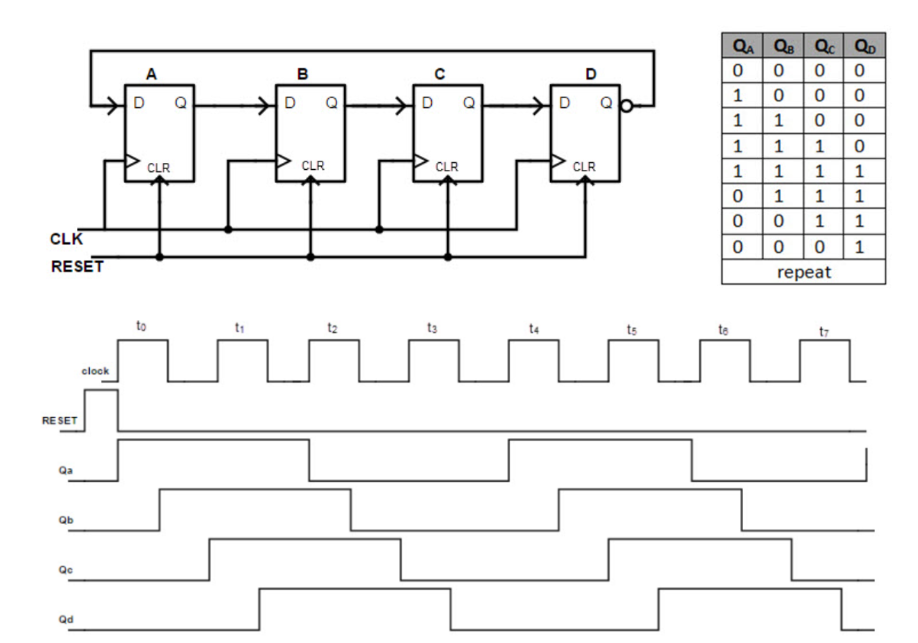 A B C D
D Q D Q D Q D Q
CLR CLR CLR CLR
CLK
RESET
QA QB QC QD
0 0 0 0
1 0 0 0
1 1 0 0
1 1 1 0
1 1 1 1
0 1 1 1
0 0 1 1
0 0 0 1
repeat
t0 t1 t2 t3 t4 t5 t6 t7
clock
RESET
Qa
Qb
Qc
Qd